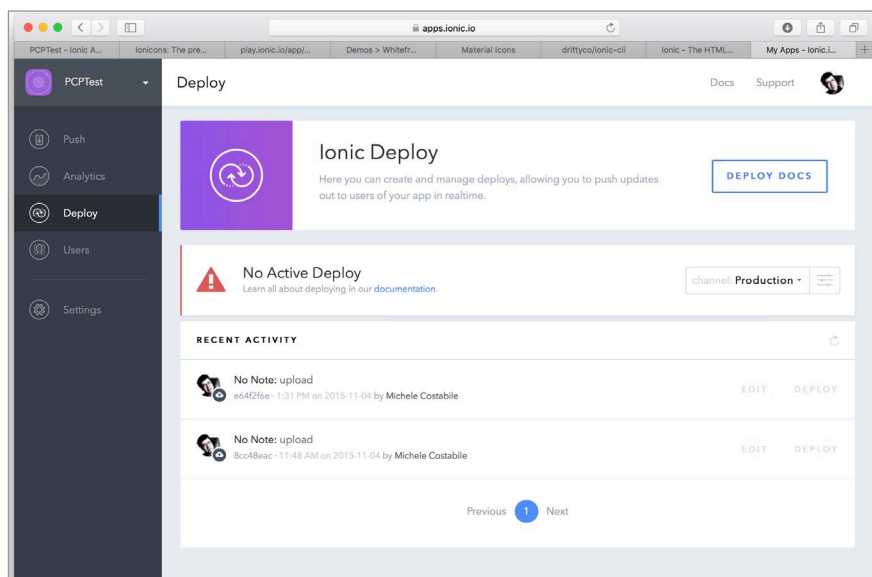 apps.ionic.io
PCPTest - Ionic A...
Ionicons: The pre...
play.ionic.io/app/...
Demos > Whitefr...
Material Icons
driftyco/ionic-cli
Ionic - The HTML...
My Apps - Ionic.i...
PCPTest
Deploy
Docs
Support
Push
Analytics
Deploy
Users
Settings
Ionic Deploy
Here you can create and manage deploys, allowing you to push updates
out to users of your app in realtime.
DEPLOY DOCS
No Active Deploy
Learn all about deploying in our documentation.
channel: Production
RECENT ACTIVITY
No Note: upload
e64f2f6e - 1:31 PM on 2015-11-04 by Michele Costabile
EDIT DEPLOY
No Note: upload
8cc48eac - 11:48 AM on 2015-11-04 by Michele Costabile
EDIT DEPLOY
Previous 1 Next